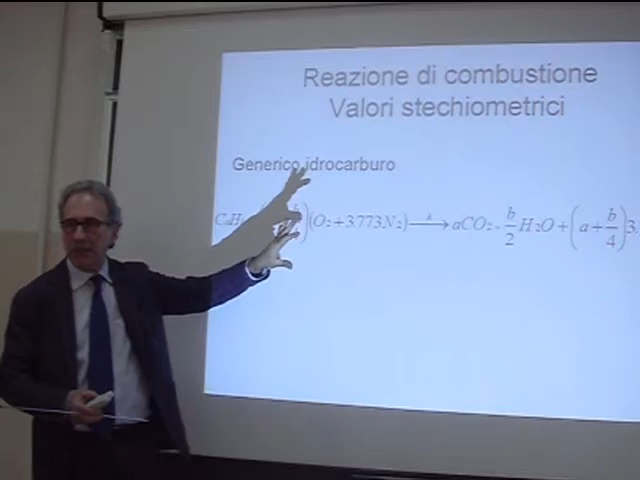 Reazione di combustione
Valori stechiometrici
Generico idrocarburo
(O₂+3.773N₂) ⟶ aCO₂ - b/2 H₂O + (a + b/4)3.